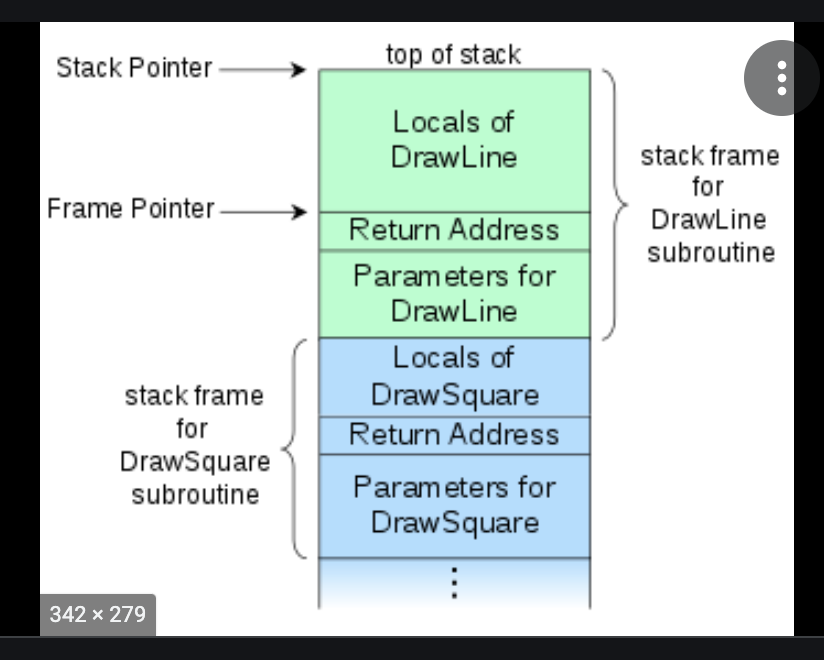 top of stack
Stack Pointer
Locals of
DrawLine
stack frame
for
DrawLine
subroutine
Frame Pointer
Return Address
Parameters for
DrawLine
Locals of
DrawSquare
stack frame
for
DrawSquare
subroutine
Return Address
Parameters for
DrawSquare
342 × 279